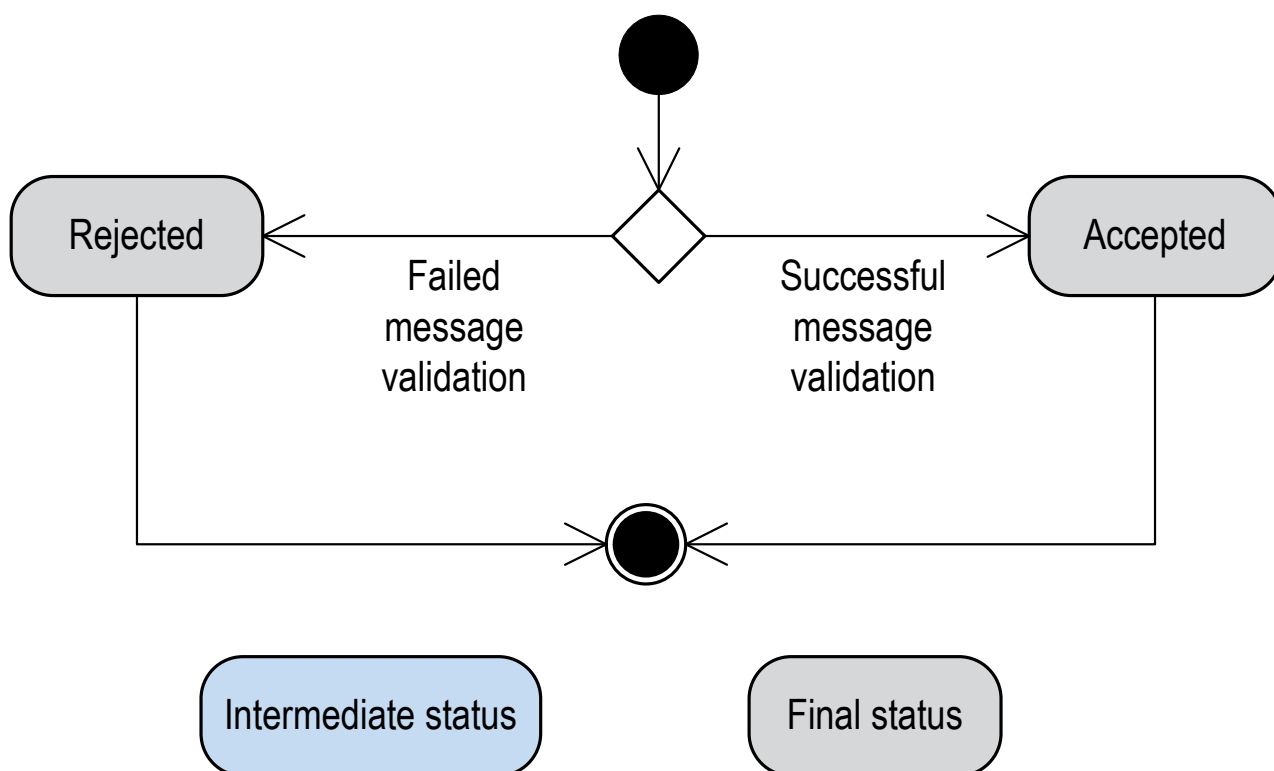 Rejected
Accepted
Failed
message
validation
Successful
message
validation
Intermediate status
Final status